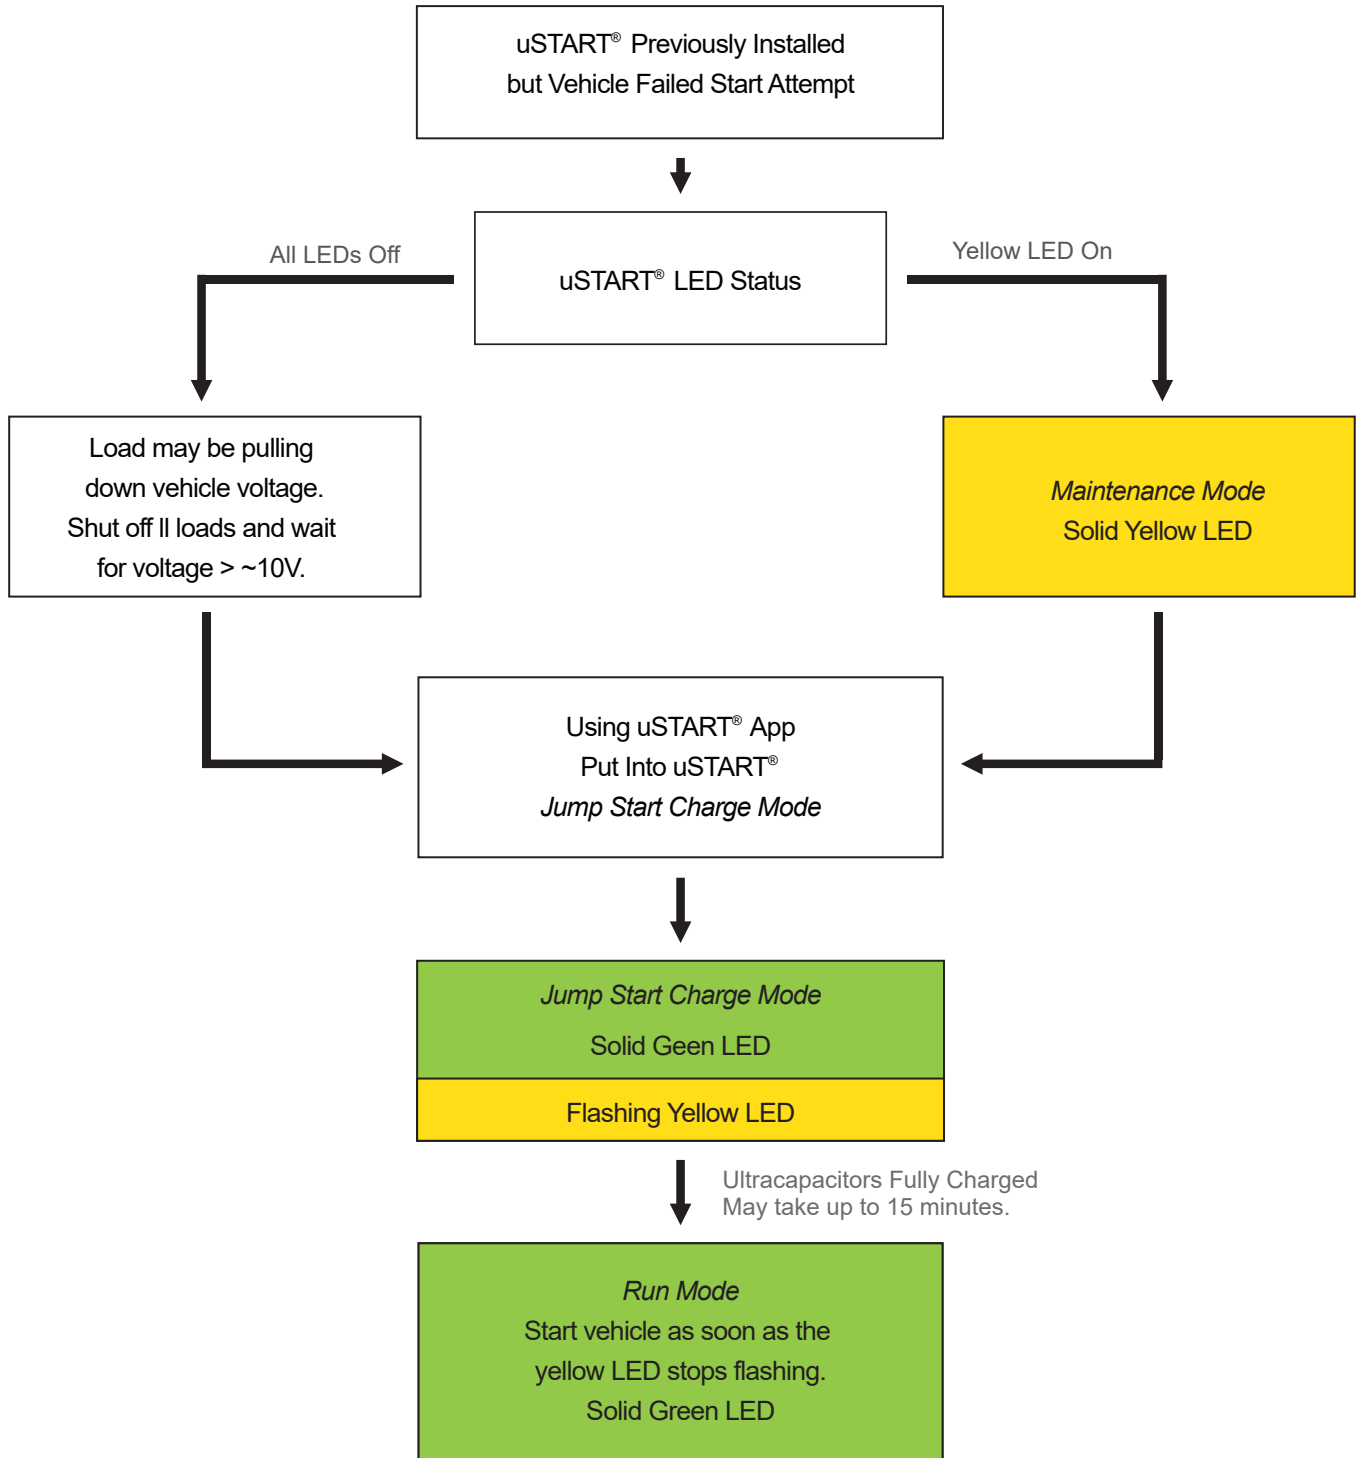 uSTART® Previously Installed
but Vehicle Failed Start Attempt
All LEDs Off
uSTART® LED Status
Yellow LED On
Load may be pulling
down vehicle voltage.
Shut off ll loads and wait
for voltage > ~10V.
Maintenance Mode
Solid Yellow LED
Using uSTART® App
Put Into uSTART®
Jump Start Charge Mode
Jump Start Charge Mode
Solid Geen LED
Flashing Yellow LED
Ultracapacitors Fully Charged
May take up to 15 minutes.
Run Mode
Start vehicle as soon as the
yellow LED stops flashing.
Solid Green LED